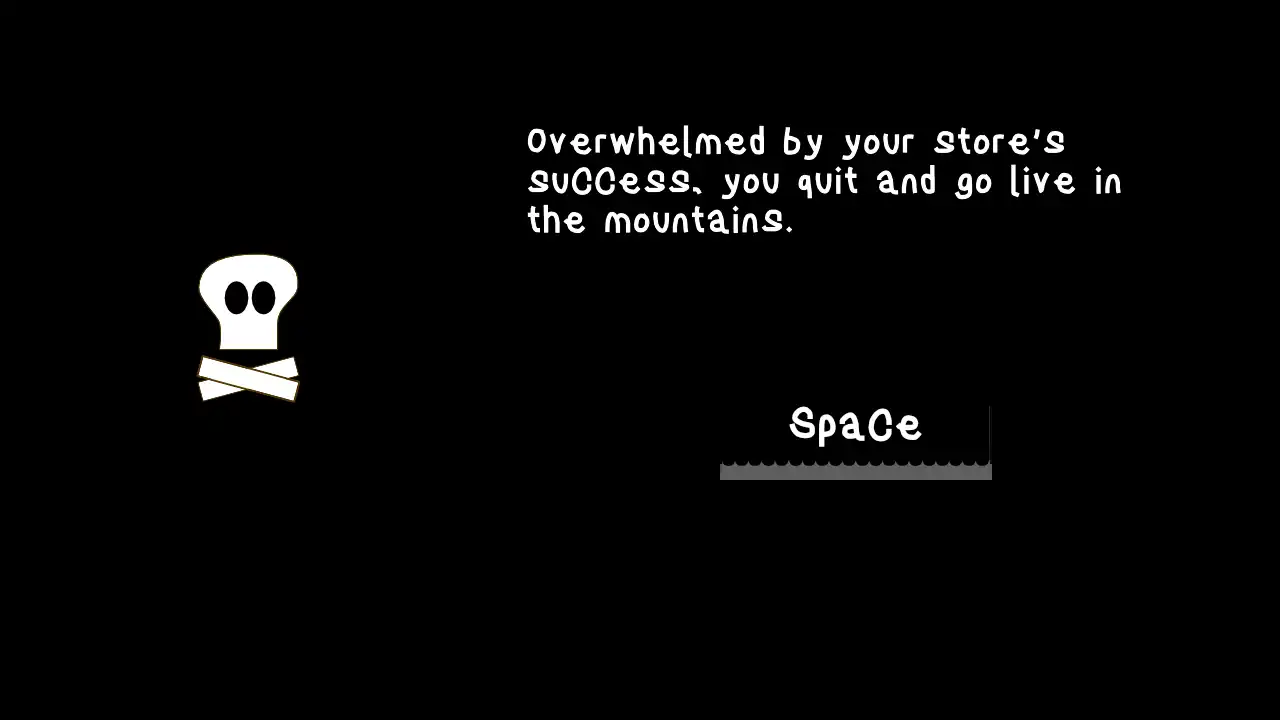 Overwhelmed by your store's
success, you quit and go live in
the mountains.
Space